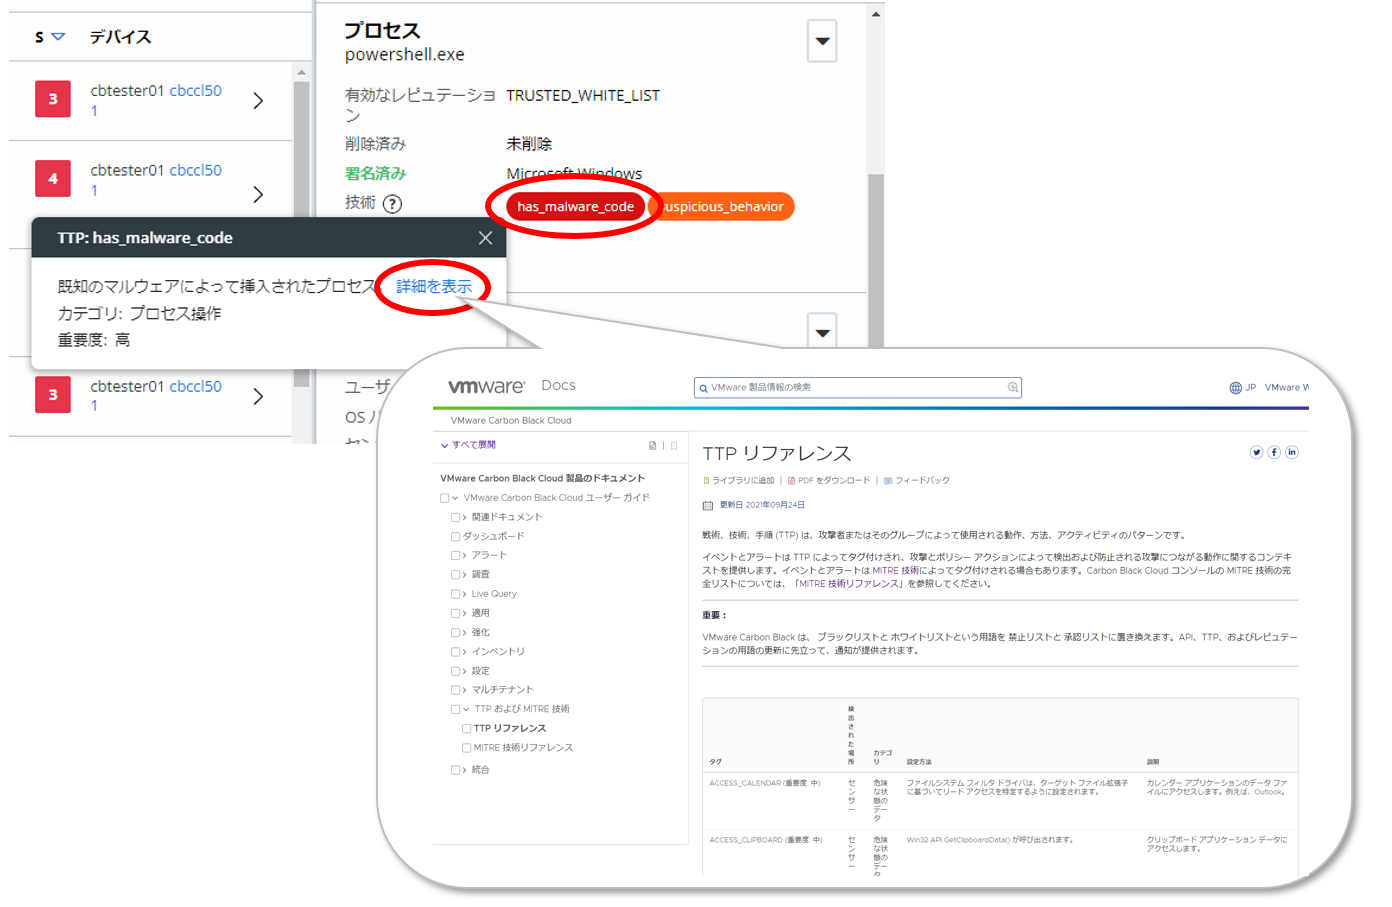 S デバイス
3
cbtester01 cbccl50
1
4
cbtester01 cbccl50
1
3
cbtester01 cbccl50
1
プロセス
powershell.exe
有効なレピュテーショ
ン
TRUSTED_WHITE_LIST
削除済み 未削除
署名済み Microsoft Windows
技術 ? has_malware_code suspicious_behavior
TTP: has_malware_code
既知のマルウェアによって挿入されたプロセス 詳細を表示
カテゴリ: プロセス操作
重要度: 高
ユーザ
OS
vmware Docs
VMware 製品情報の検索
JP VMware W
VMware Carbon Black Cloud
すべて展開
VMware Carbon Black Cloud 製品のドキュメント
VMware Carbon Black Cloud ユーザー ガイド
関連ドキュメント
ダッシュボード
アラート
調査
Live Query
適用
強化
インベントリ
設定
マルチテナント
TTP および MITRE 技術
TTP リファレンス
MITRE 技術リファレンス
統合
TTP リファレンス
ライブラリに追加 | PDF をダウンロード | フィードバック
更新日 2021年09月24日
戦術、技術、手順 (TTP) は、攻撃者またはそのグループによって使用される動作、方法、アクティビティのパターンです。
イベントとアラートは TTP によってタグ付けされ、攻撃とポリシー アクションによって検出および防止される攻撃につながる動作に関するコンテキ
ストを提供します。イベントとアラートは MITRE 技術によってタグ付けされる場合もあります。Carbon Black Cloud コンソールの MITRE 技術の完
全リストについては、「MITRE 技術リファレンス」を参照してください。
重要：
VMware Carbon Black は、 ブラックリストと ホワイトリストという用語を 禁止リストと 承認リストに置き換えます。API、TTP、およびレピュテー
ションの用語の更新に先立って、通知が提供されます。
タグ
検
出
さ
れ
た
場
所
カテゴ
リ
設定方法
説明
ACCESS_CALENDAR (重要度: 中)
セ
ン
サ
ー
危険
な状
態の
デー
タ
ファイルシステム フィルタ ドライバは、ターゲット ファイル拡張子
に基づいてリード アクセスを特定するように設定されます。
カレンダー アプリケーションのデータ ファ
イルにアクセスします。例えば、Outlook。
ACCESS_CLIPBOARD (重要度: 中)
セ
ン
サ
ー
危険
な状
態の
デー
タ
Win32 API GetClipboardData() が呼び出されます。
クリップボード アプリケーション データに
アクセスします。